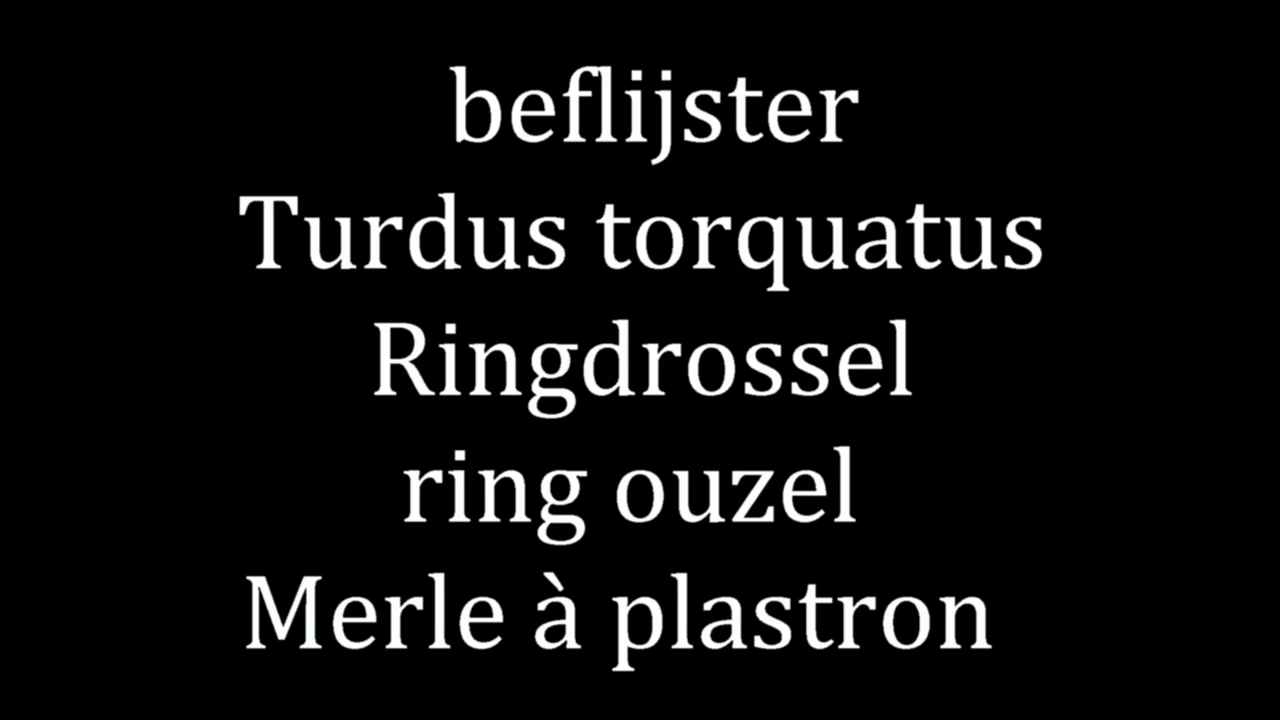 beflijster
Turdus torquatus
Ringdrossel
ring ouzel
Merle à plastron